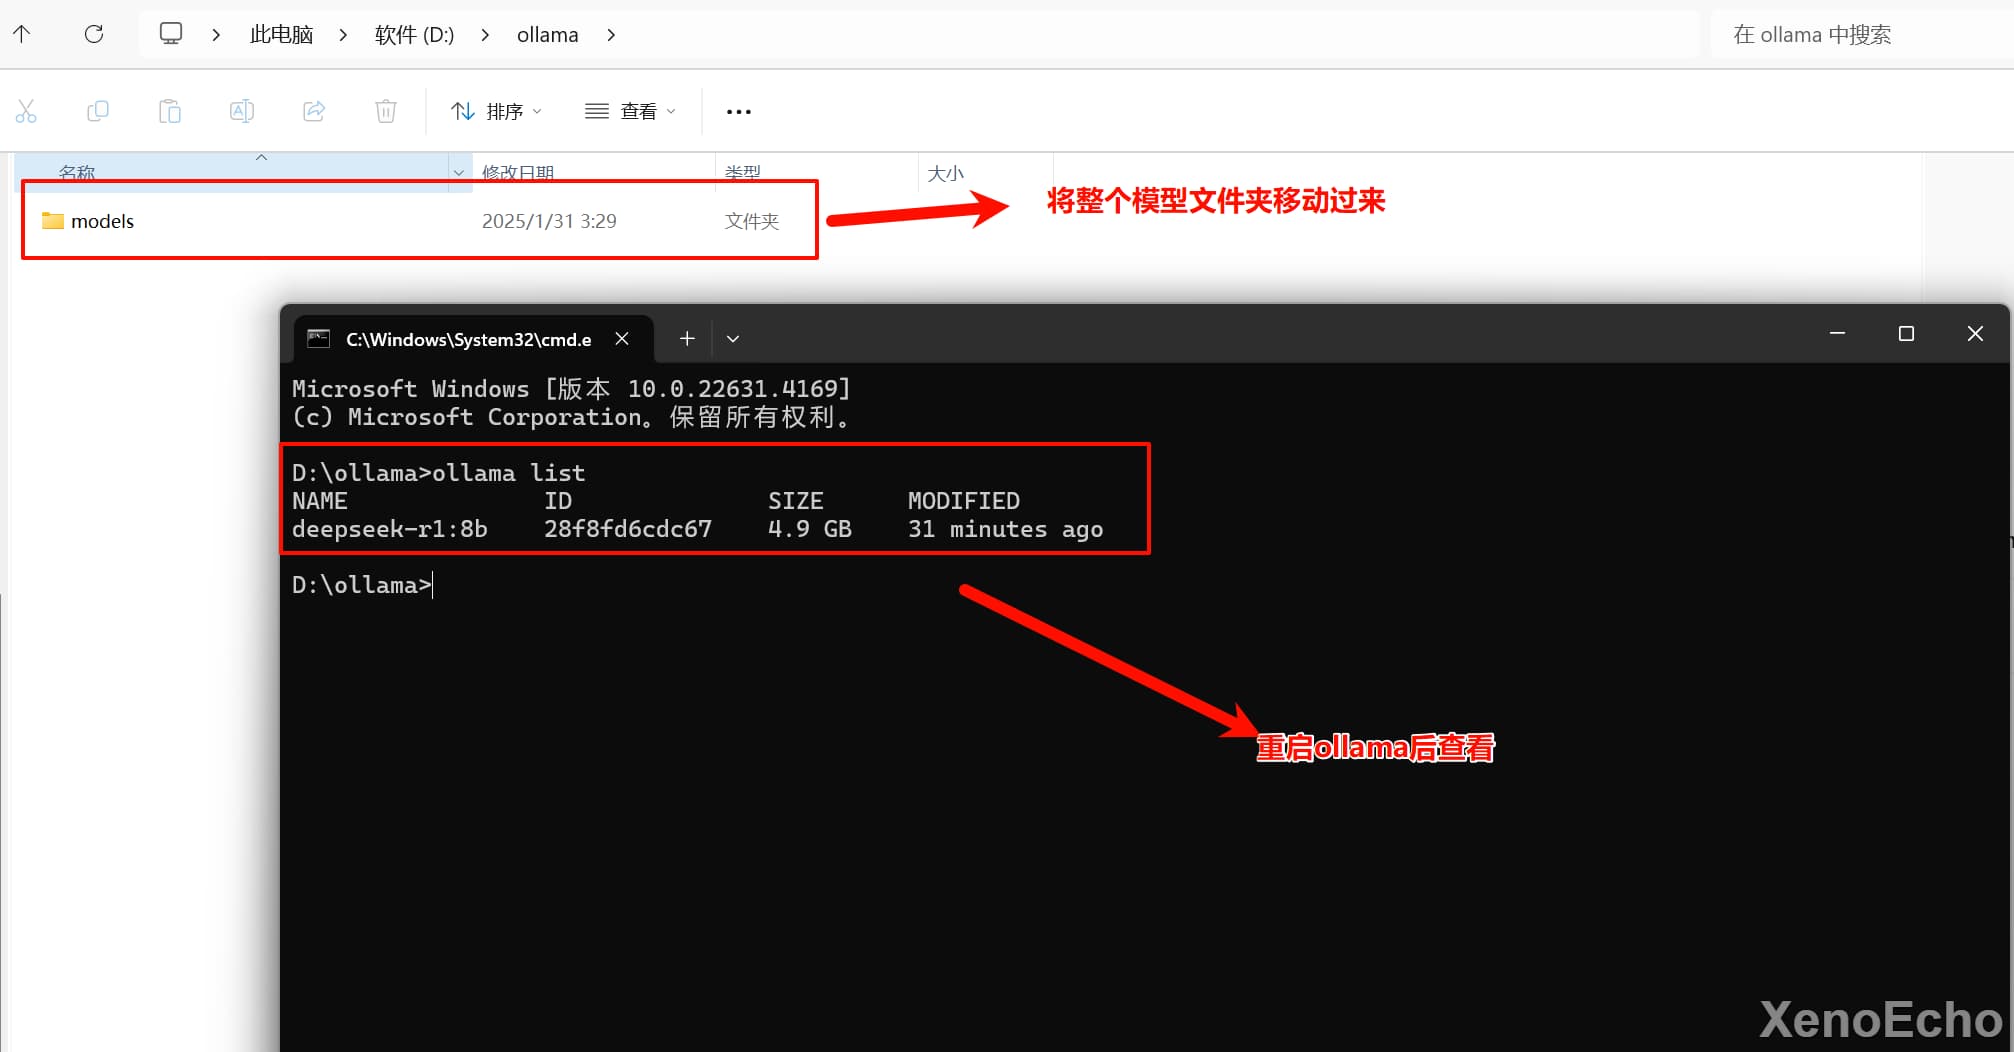 此电脑 > 软件 (D:) > ollama >
在 ollama 中搜索
排序 查看
名称 修改日期 类型 大小
models 2025/1/31 3:29 文件夹
将整个模型文件夹移动过来
C:\Windows\System32\cmd.e
Microsoft Windows [版本 10.0.22631.4169]
(c) Microsoft Corporation。保留所有权利。
D:\ollama>ollama list
NAME ID SIZE MODIFIED
deepseek-r1:8b 28f8fd6cdc67 4.9 GB 31 minutes ago
D:\ollama>
重启ollama后查看
XenoEcho